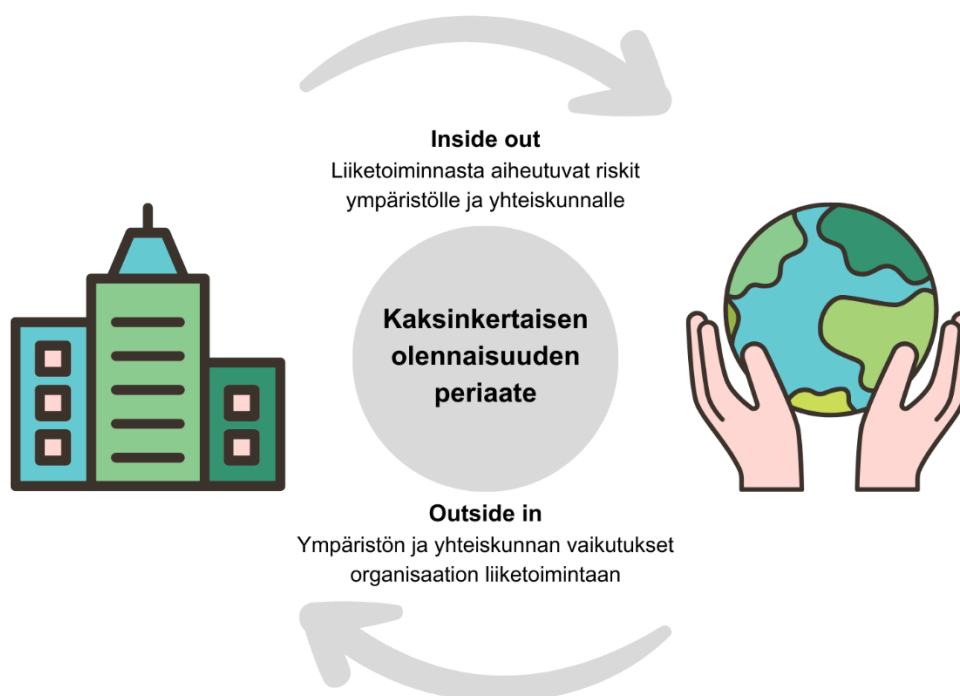 Inside out
Liiketoiminnasta aiheutuvat riskit
ympäristölle ja yhteiskunnalle
Kaksinkertaisen
olennaisuuden
periaate
Outside in
Ympäristön ja yhteiskunnan vaikutukset
organisaation liiketoimintaan